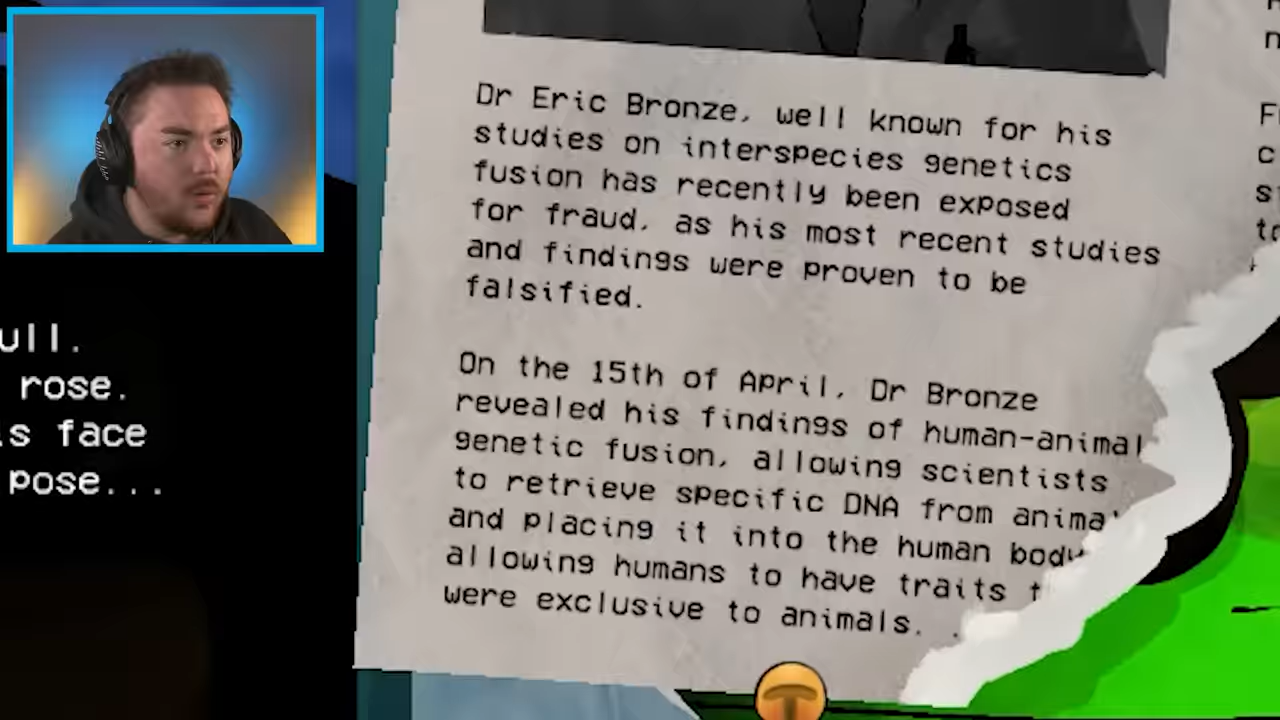 ull.
rose.
is face
pose...
Dr Eric Bronze, well known for his
studies on interspecies genetics
fusion has recently been exposed
for fraud, as his most recent studies
and findings were proven to be
falsified.
On the 15th of April, Dr Bronze
revealed his findings of human-animal
genetic fusion, allowing scientists
to retrieve specific DNA from anima
and placing it into the human body
allowing humans to have traits t
were exclusive to animals. .